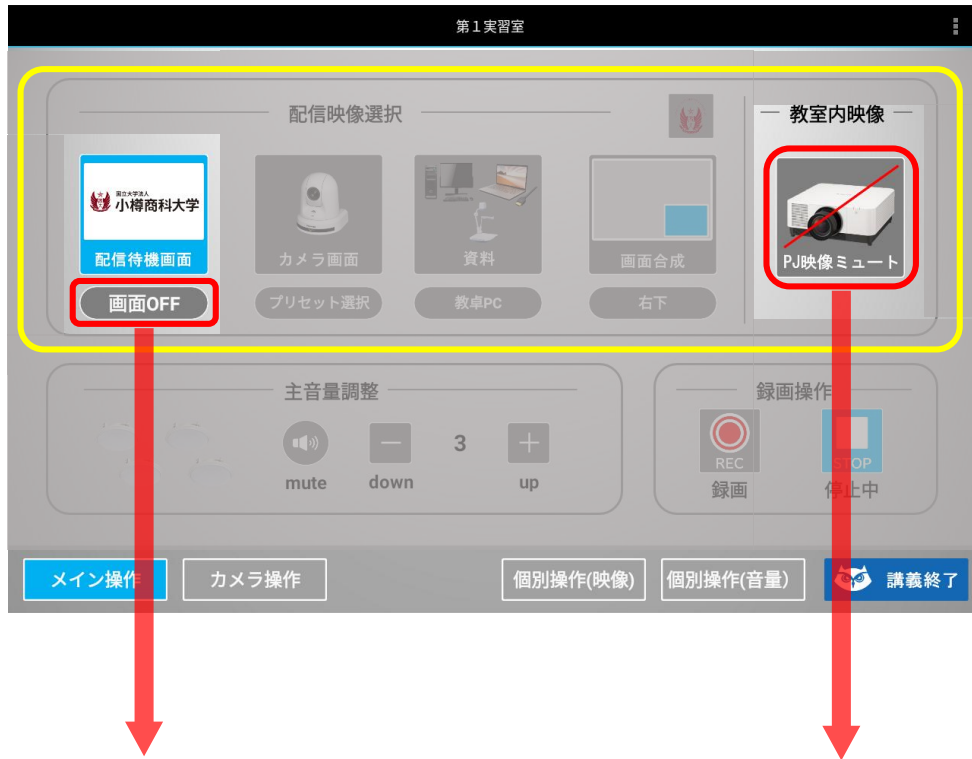 第１実習室
配信映像選択
教室内映像
国立大学法人
小樽商科大学
配信待機画面
カメラ画面
資料
画面合成
PJ映像ミュート
画面OFF
プリセット選択
教卓PC
右下
主音量調整
録画操作
3
REC
STOP
mute
down
up
録画
停止中
メイン操作
カメラ操作
個別操作(映像)
個別操作(音量)
講義終了